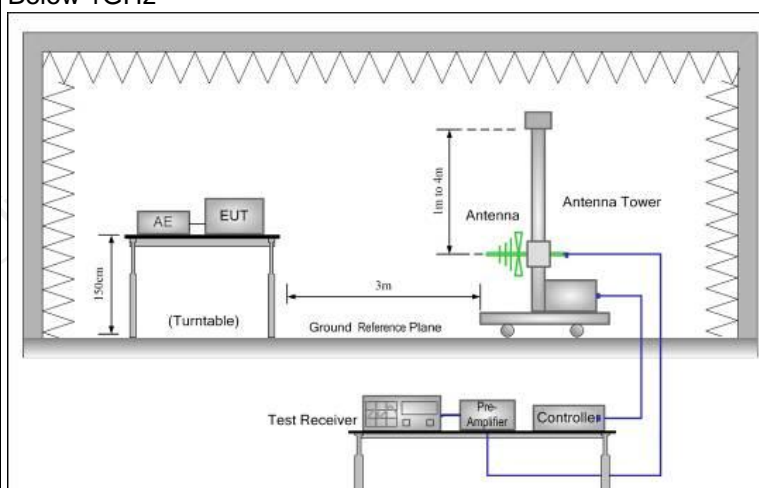 Below 1GHz
1m to 4m
Antenna Tower
Antenna
AE
EUT
150cm
3m
(Turntable)
Ground Reference Plane
Test Receiver
Pre-
Amplifier
Controller